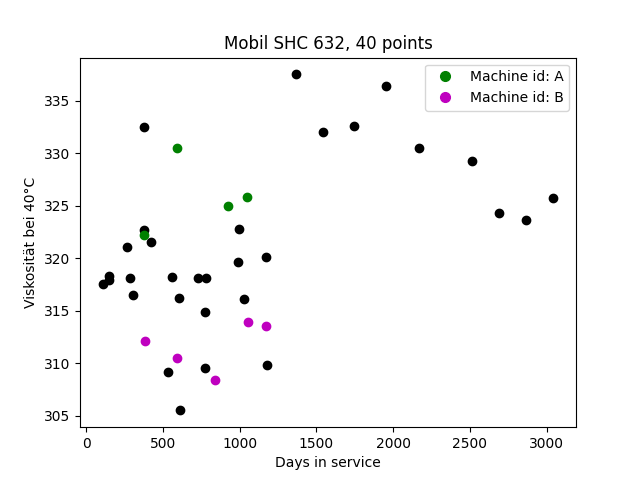 Mobil SHC 632, 40 points
Machine id: A
Machine id: B
Viskosität bei 40°C
335
330
325
320
315
310
305
0 500 1000 1500 2000 2500 3000
Days in service